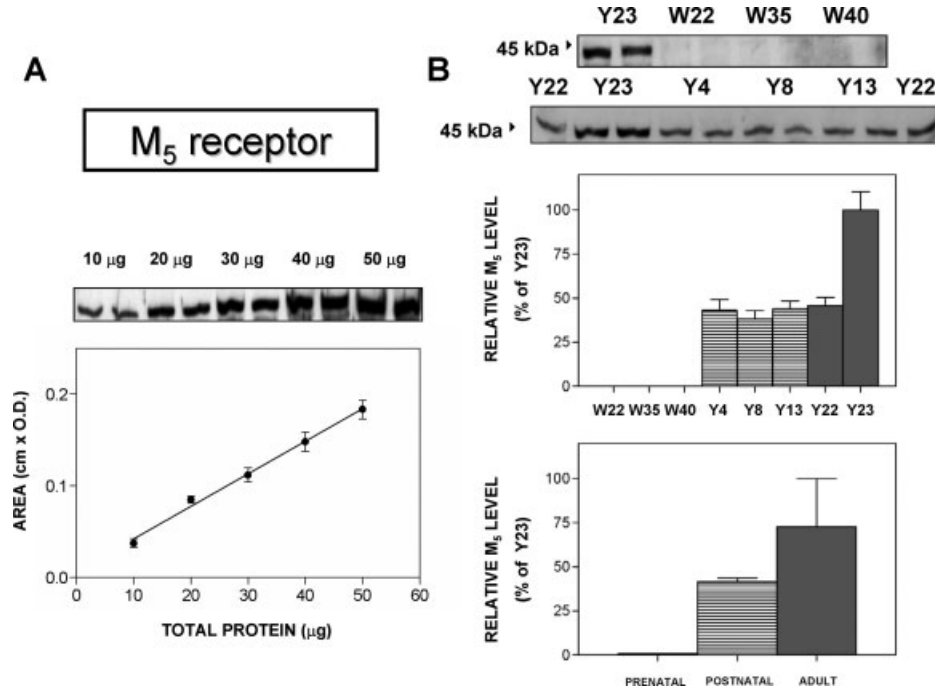 A
M5 receptor
10 μg 20 μg 30 μg 40 μg 50 μg
0.2
0.1
0.0
AREA (cm x O.D.)
0 10 20 30 40 50 60
TOTAL PROTEIN (μg)
B
Y23 W22 W35 W40
45 kDa
Y22 Y23 Y4 Y8 Y13 Y22
45 kDa
RELATIVE M5 LEVEL
(% of Y23)
100
75
50
25
0
W22 W35 W40 Y4 Y8 Y13 Y22 Y23
RELATIVE M5 LEVEL
(% of Y23)
100
75
50
25
0
PRENATAL POSTNATAL ADULT